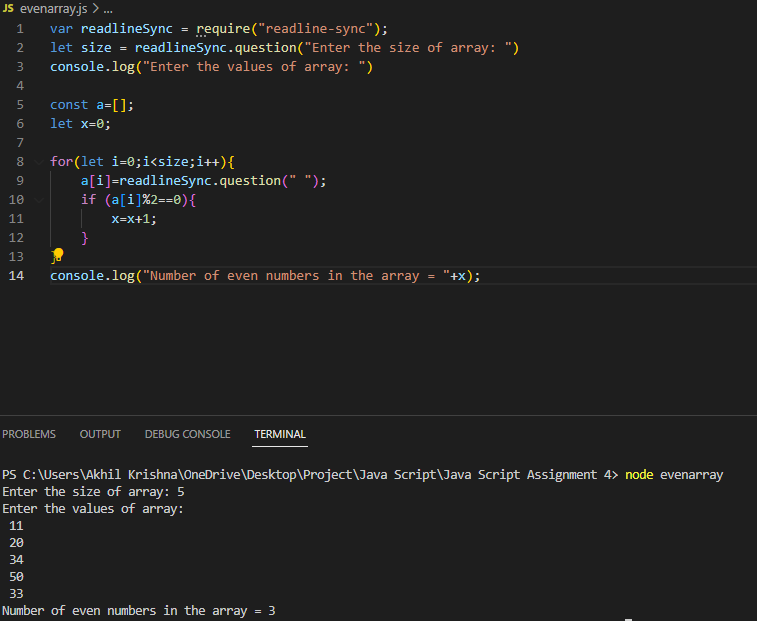 JS evenarray.js > ...
1 var readlineSync = require("readline-sync");
2 let size = readlineSync.question("Enter the size of array: ")
3 console.log("Enter the values of array: ")
4
5 const a=[];
6 let x=0;
7
8 for(let i=0;i<size;i++){
9     a[i]=readlineSync.question(" ");
10     if (a[i]%2==0){
11         x=x+1;
12     }
13 }
14 console.log("Number of even numbers in the array = "+x);
PROBLEMS OUTPUT DEBUG CONSOLE TERMINAL
PS C:\Users\Akhil Krishna\OneDrive\Desktop\Project\Java Script\Java Script Assignment 4> node evenarray
Enter the size of array: 5
Enter the values of array:
 11
 20
 34
 50
 33
Number of even numbers in the array = 3